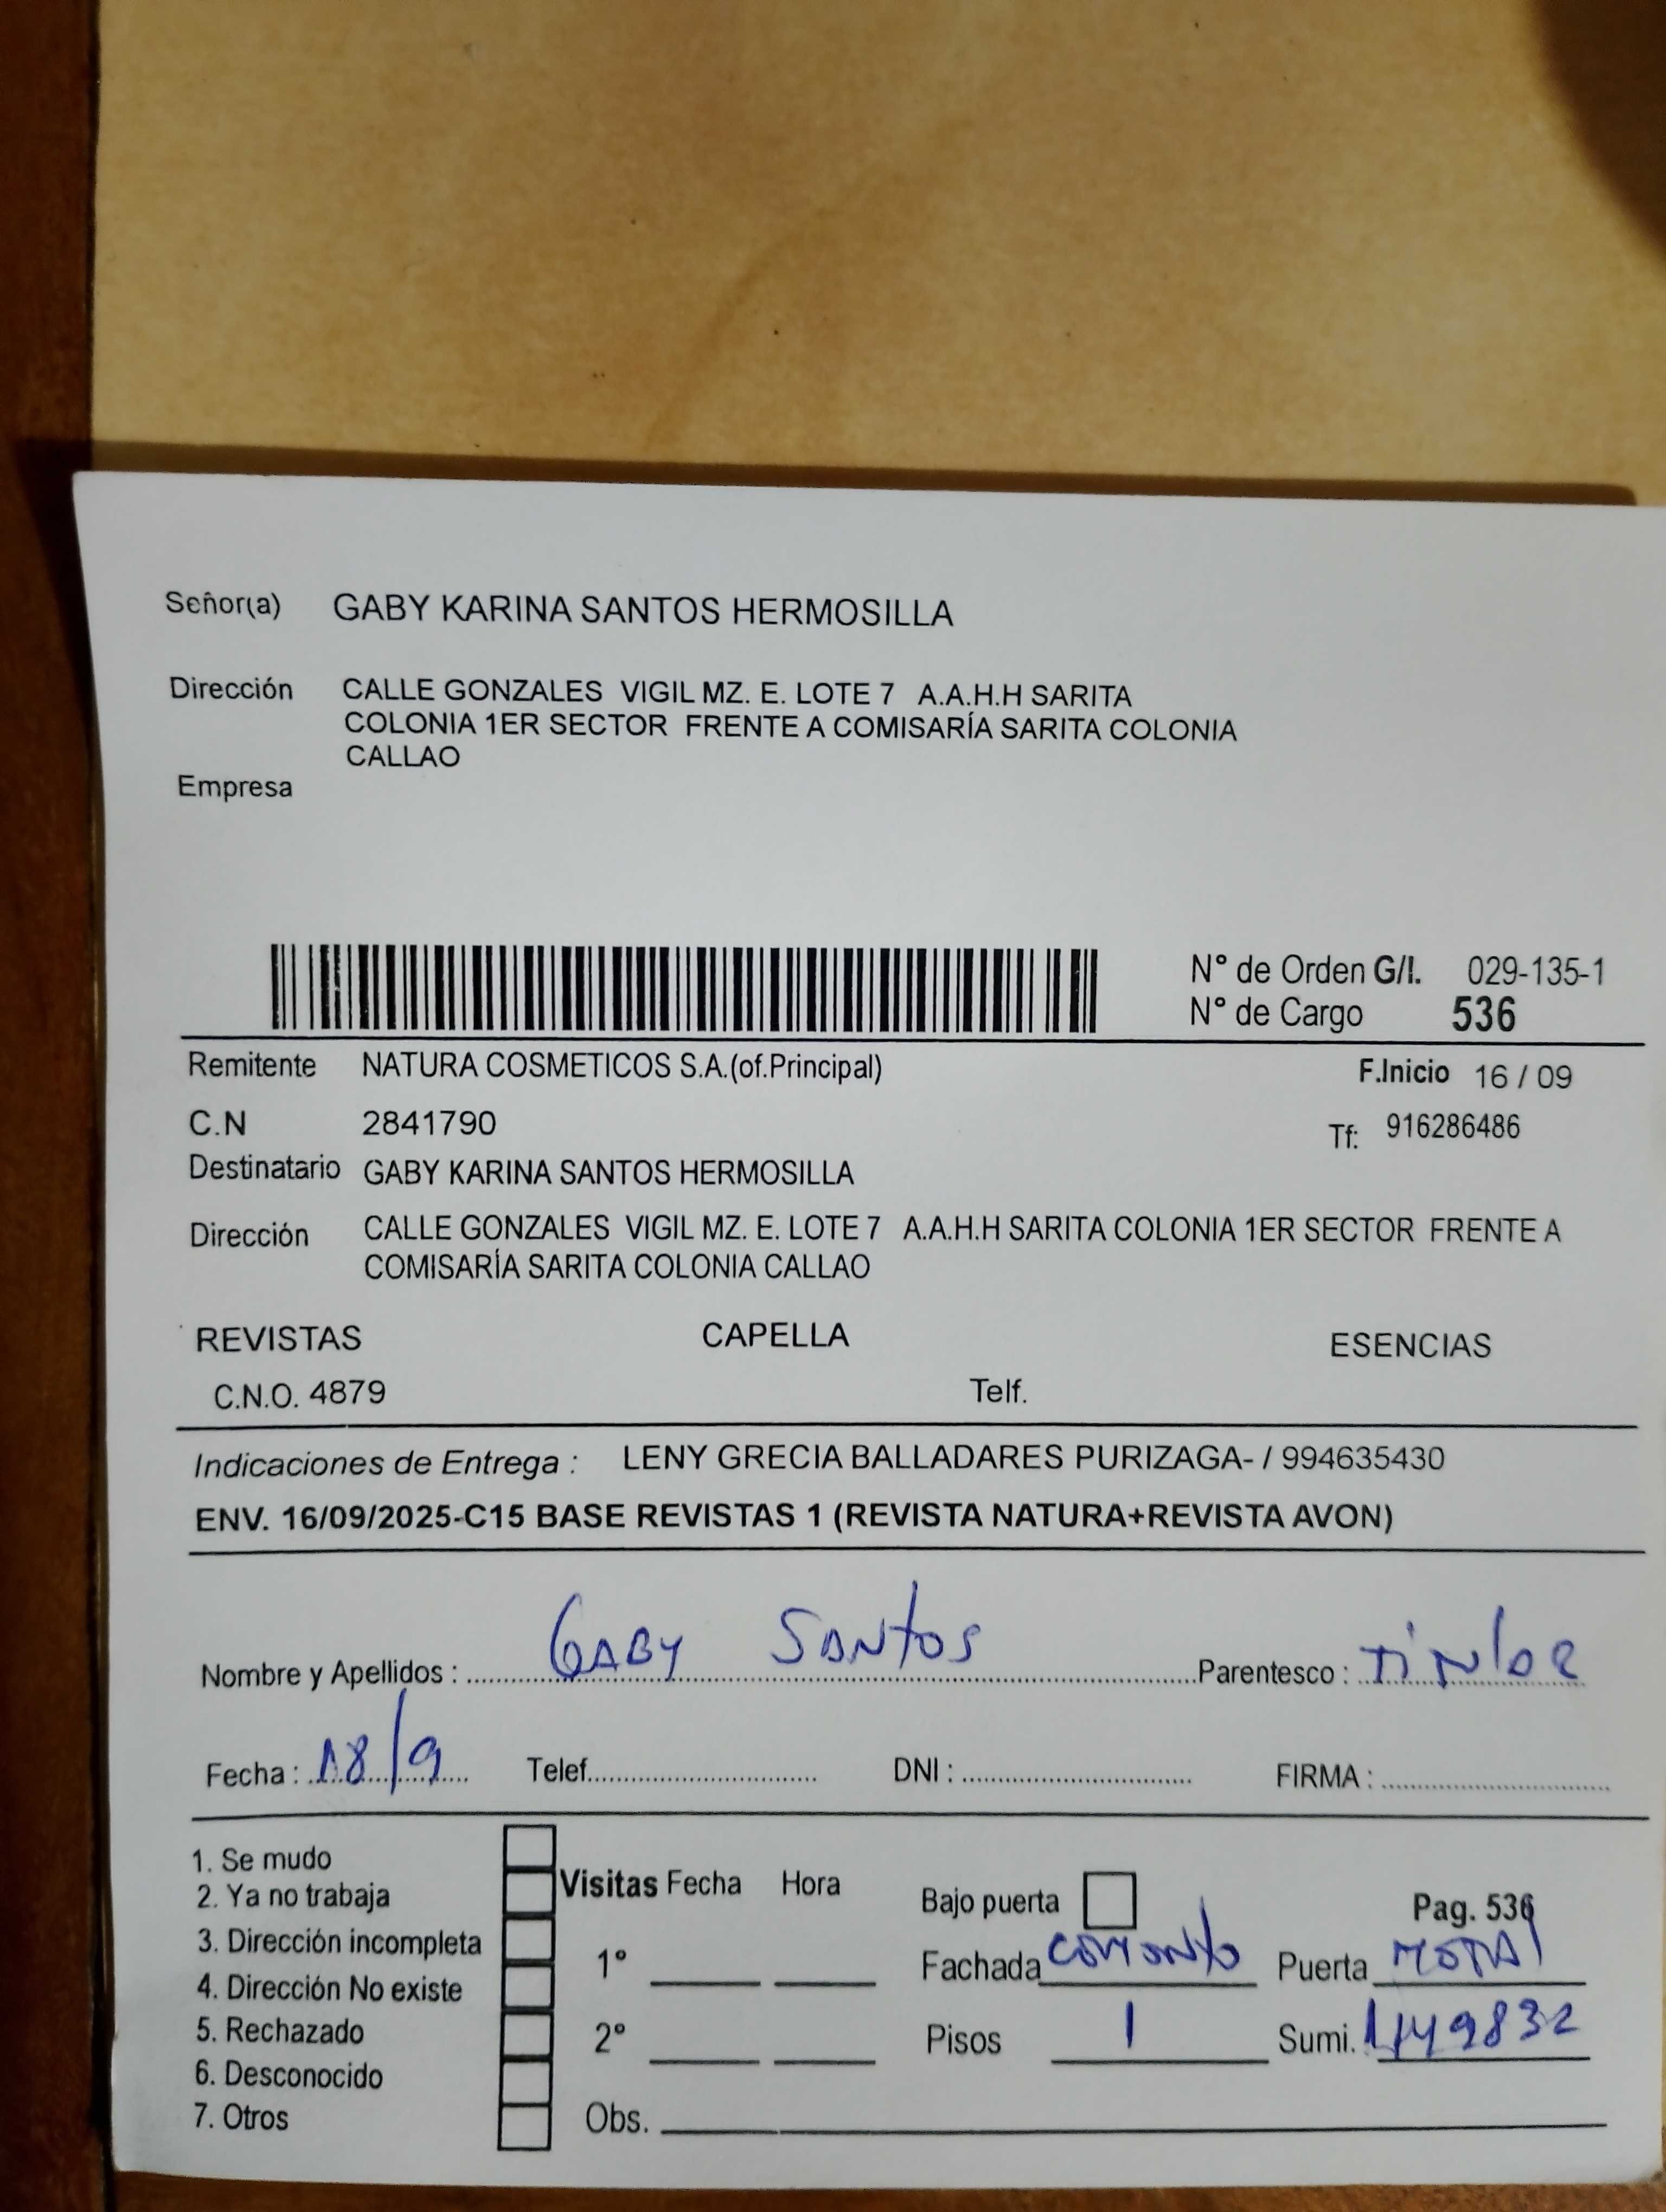 Señor(a) GABY KARINA SANTOS HERMOSILLA
Dirección CALLE GONZALES VIGIL MZ. E. LOTE 7 A.A.H.H SARITA
COLONIA 1ER SECTOR FRENTE A COMISARÍA SARITA COLONIA
CALLAO
Empresa
N° de Orden G/I. 029-135-1
N° de Cargo 536
Remitente NATURA COSMETICOS S.A.(of.Principal) F.Inicio 16 / 09
C.N 2841790 Tf: 916286486
Destinatario GABY KARINA SANTOS HERMOSILLA
Dirección CALLE GONZALES VIGIL MZ. E. LOTE 7 A.A.H.H SARITA COLONIA 1ER SECTOR FRENTE A
COMISARÍA SARITA COLONIA CALLAO
REVISTAS CAPELLA ESENCIAS
C.N.O. 4879 Telf.
Indicaciones de Entrega : LENY GRECIA BALLADARES PURIZAGA- / 994635430
ENV. 16/09/2025-C15 BASE REVISTAS 1 (REVISTA NATURA+REVISTA AVON)
Nombre y Apellidos : GABY SANTOS Parentesco :
Fecha : 18/9 Telef. DNI : FIRMA :
1. Se mudo
2. Ya no trabaja
3. Dirección incompleta
4. Dirección No existe
5. Rechazado
6. Desconocido
7. Otros
Visitas Fecha Hora
1°
2°
Obs.
Bajo puerta Pag. 536
Fachada Puerta
Pisos 1 Sumi. 1149832